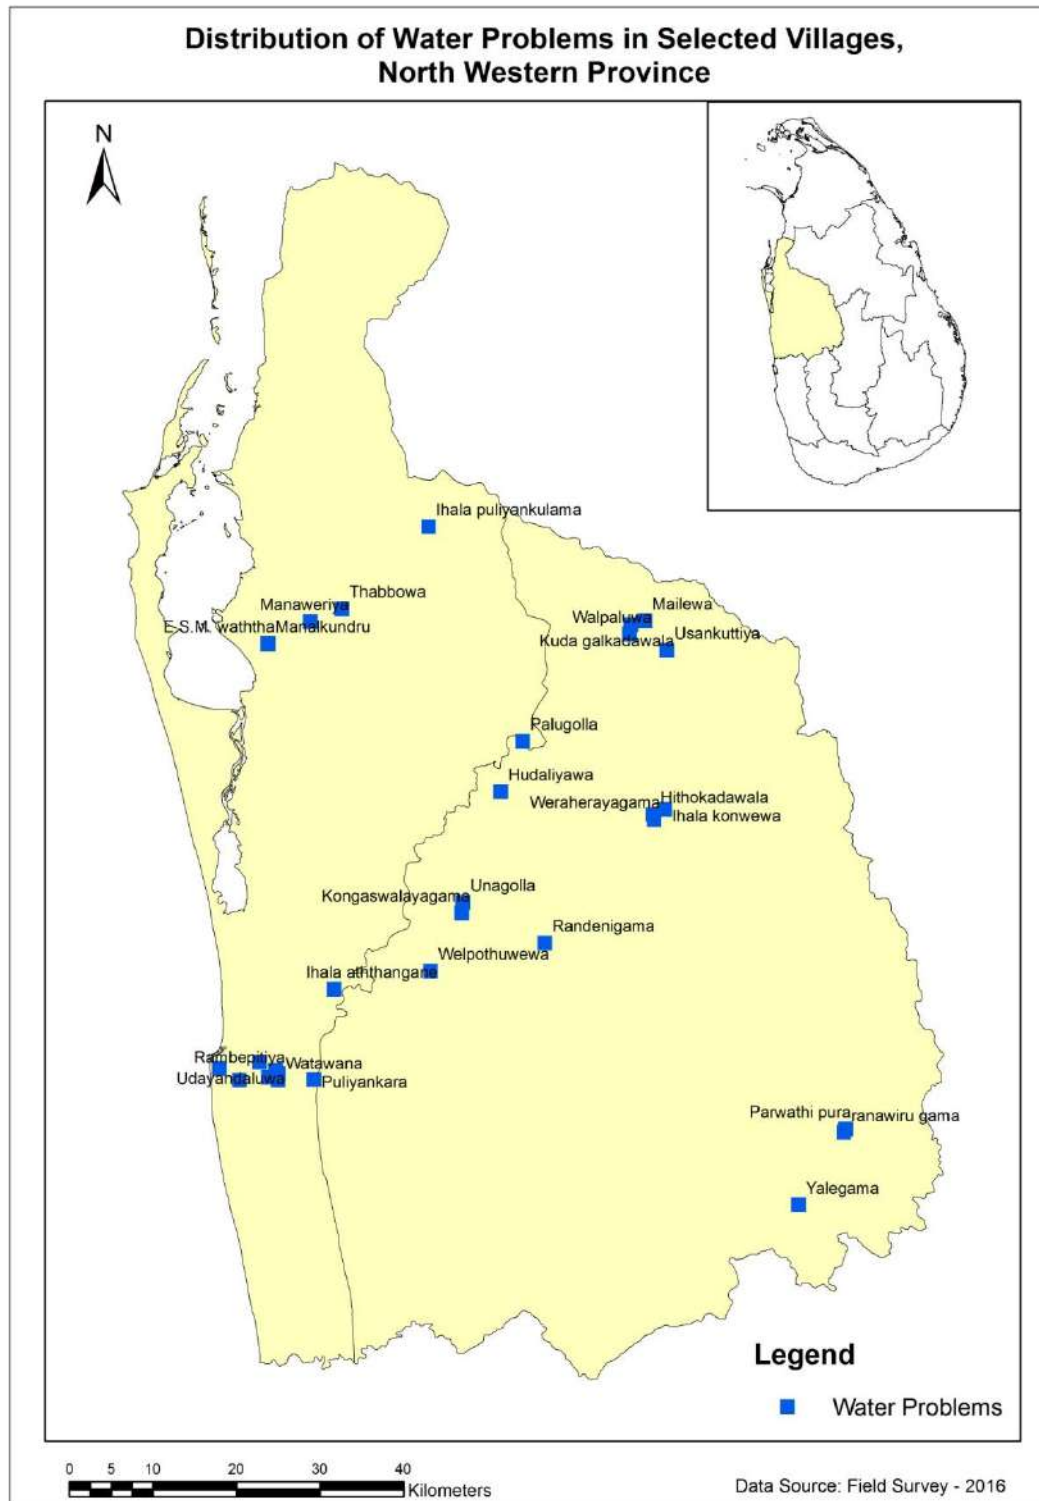 Distribution of Water Problems in Selected Villages,
North Western Province
N
Ihala puliyankulama
Thabbowa
Manaweriya
E.S.M. waththa
Manalkundru
Mailewa
Walpaluwa
Kuda galkadawala
Usankuttiya
Palugolla
Hudaliyawa
Hithokadawala
Weraherayagama
Ihala konwewa
Unagolla
Kongaswalayagama
Randenigama
Welpothuwewa
Ihala aththangane
Rambepitiya
Watawana
Udayandaluwa
Puliyankara
Parwathi pura
ranawiru gama
Yalegama
Legend
Water Problems
0 5 10 20 30 40
Kilometers
Data Source: Field Survey - 2016